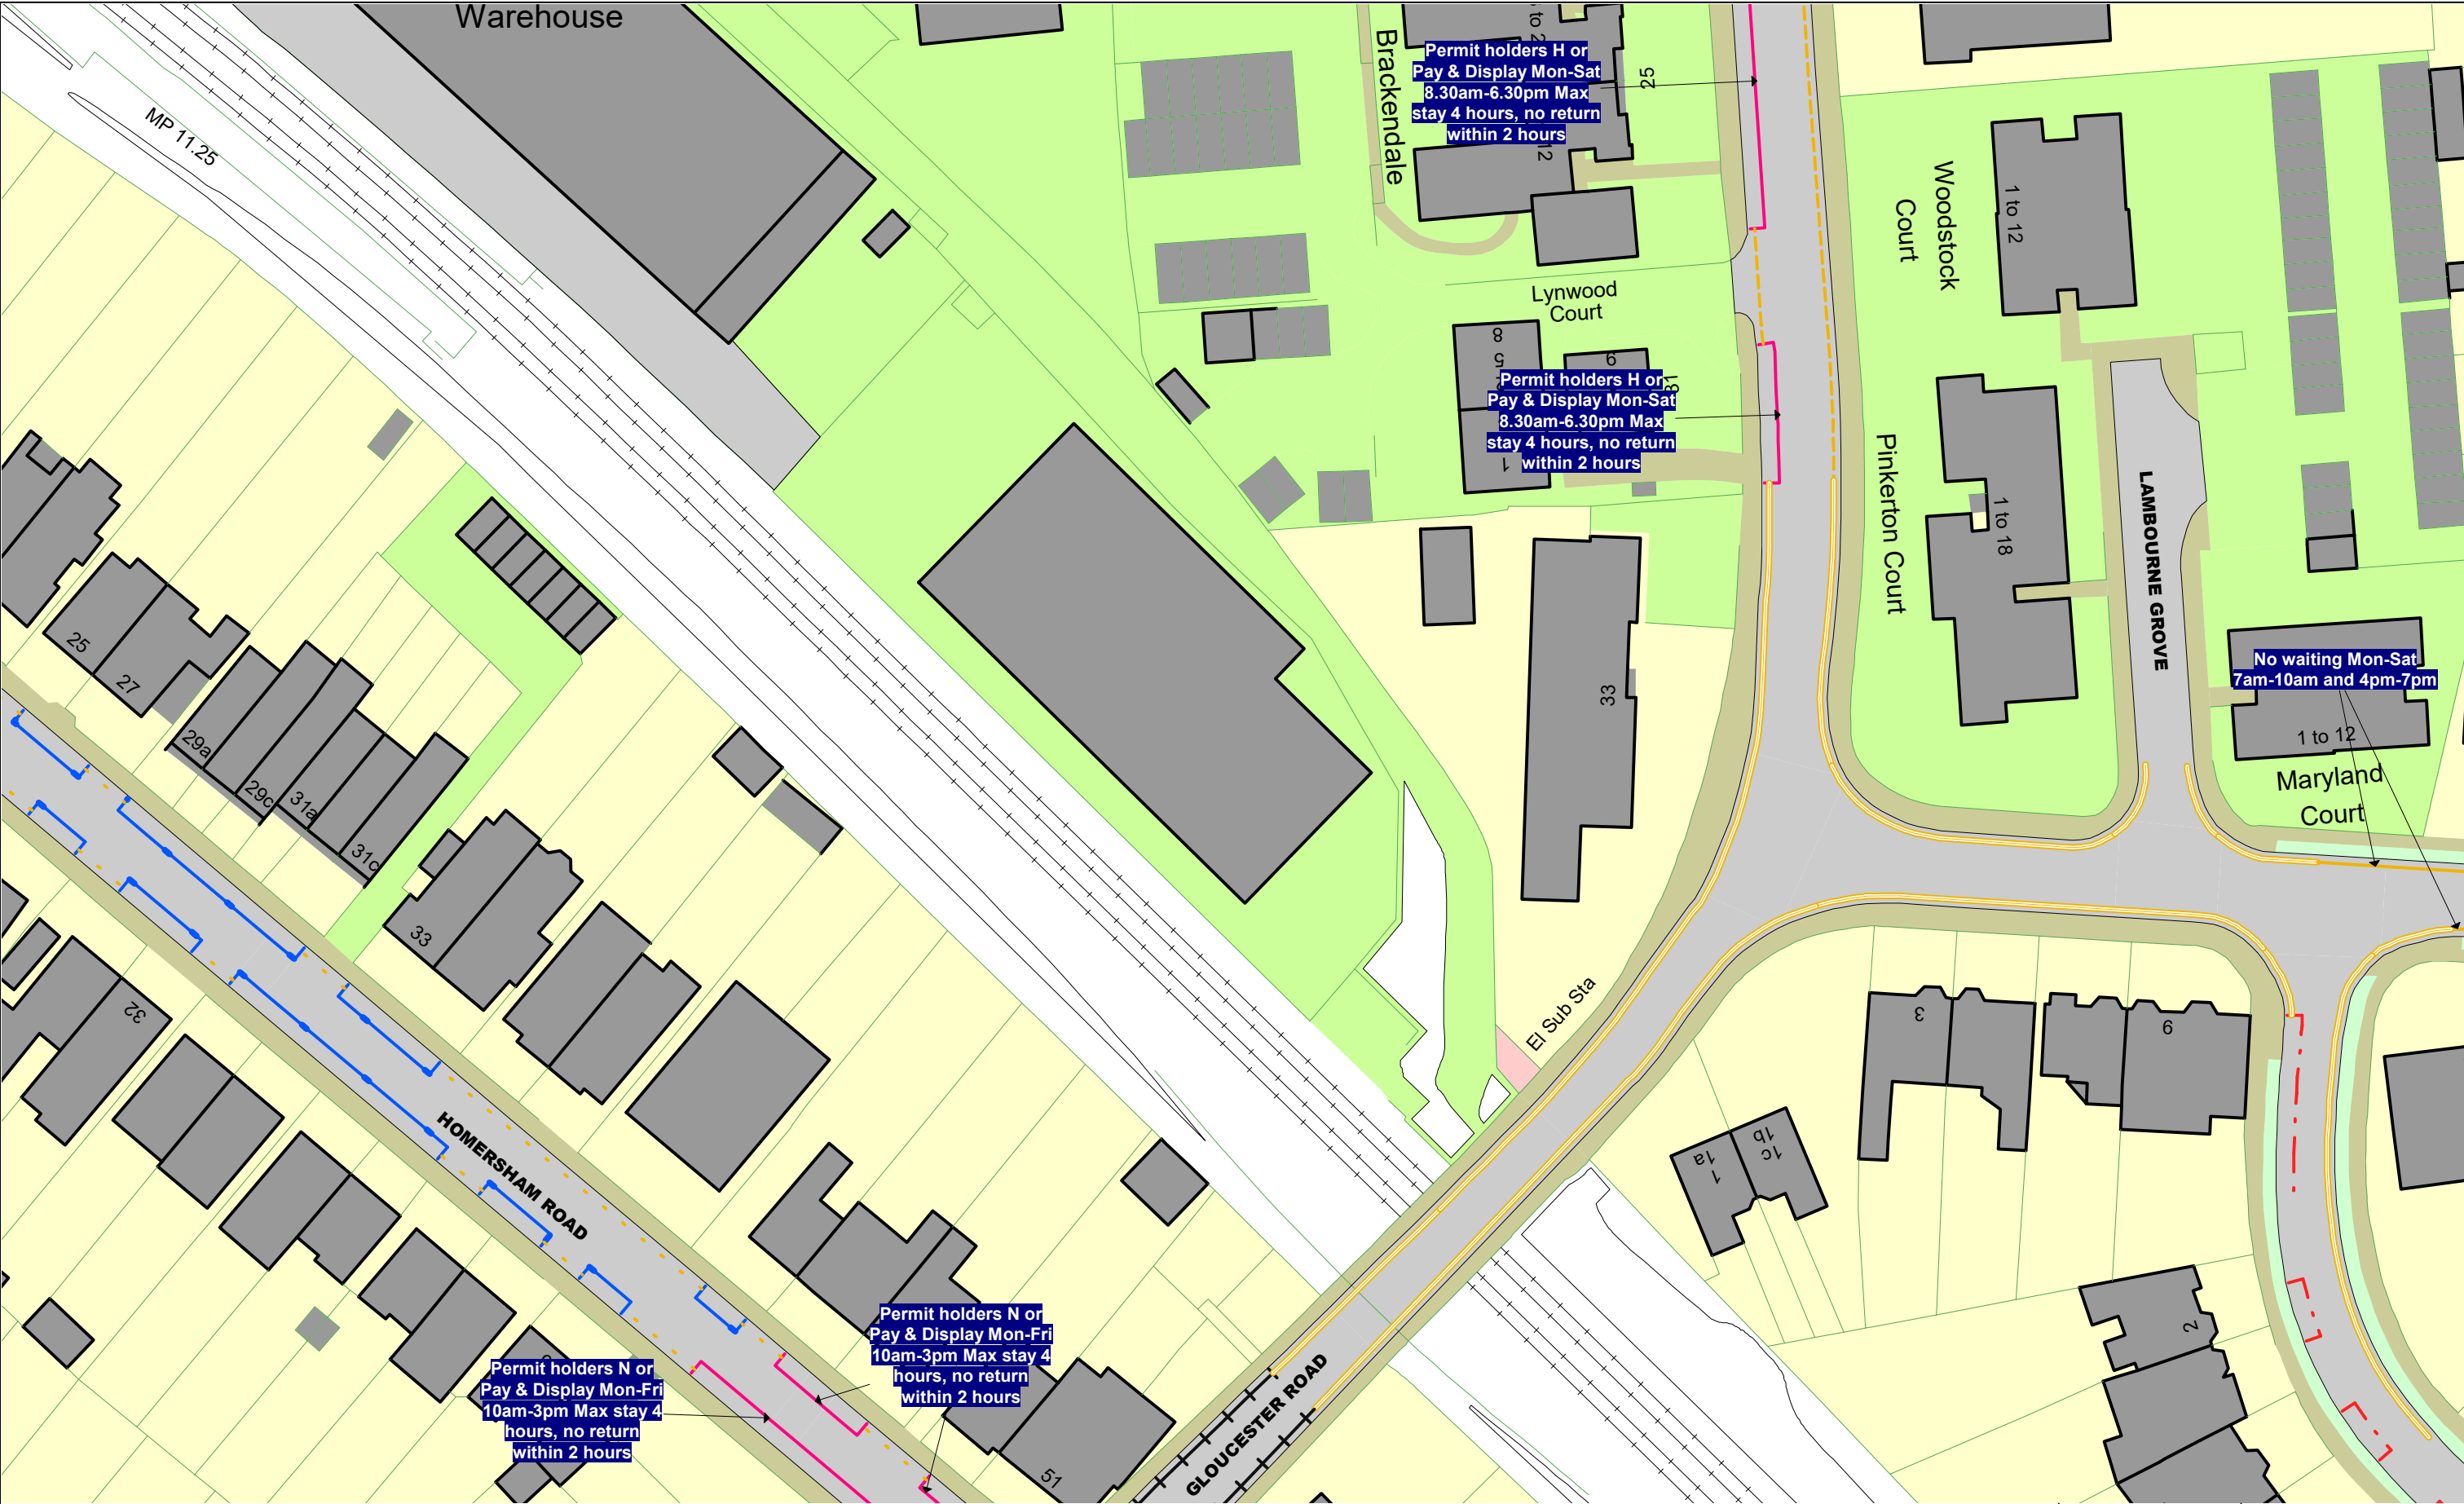 Warehouse
MP 11.25
Brackendale
Permit holders H or
Pay & Display Mon-Sat
8.30am-6.30pm Max
stay 4 hours, no return
within 2 hours
12
25
Woodstock
Court
1 to 12
Lynwood
Court
8
5
9
1
Permit holders H or
Pay & Display Mon-Sat
8.30am-6.30pm Max
stay 4 hours, no return
within 2 hours
Pinkerton Court
1 to 18
LAMBOURNE GROVE
No waiting Mon-Sat
7am-10am and 4pm-7pm
1 to 12
Maryland
Court
33
25
27
29a
29c
31a
31c
33
32
El Sub Sta
3
9
1a
1
1b
1c
2
HOMERSHAM ROAD
Permit holders N or
Pay & Display Mon-Fri
10am-3pm Max stay 4
hours, no return
within 2 hours
Permit holders N or
Pay & Display Mon-Fri
10am-3pm Max stay 4
hours, no return
within 2 hours
51
GLOUCESTER ROAD